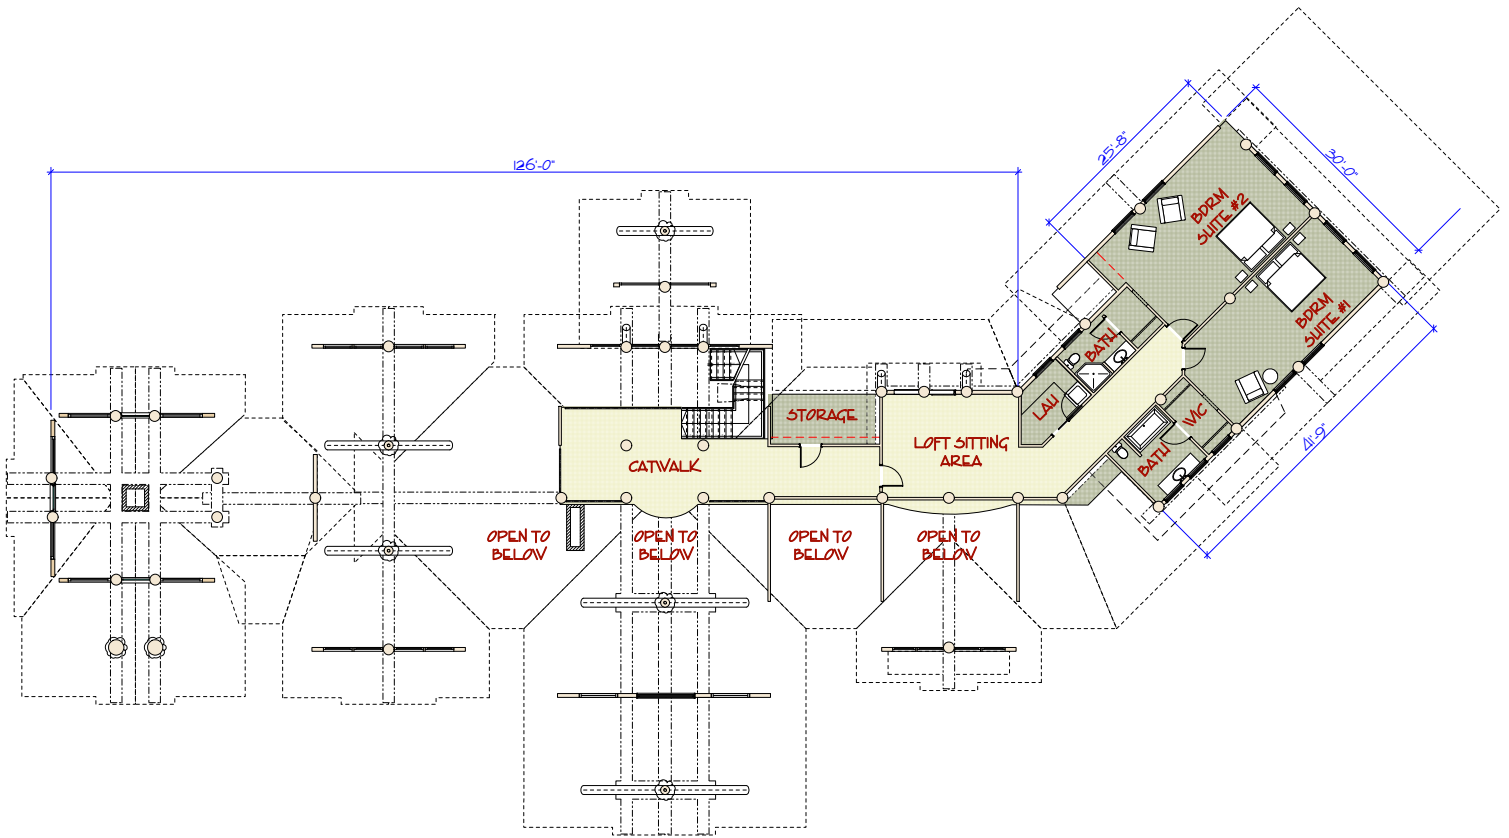 126'-0"
25'-8"
30'-0"
BDRM
SUITE #2
BDRM
SUITE #1
BATH
LAU
WIC
BATH
41'-9"
STORAGE
LOFT SITTING
AREA
CATWALK
OPEN TO
BELOW
OPEN TO
BELOW
OPEN TO
BELOW
OPEN TO
BELOW